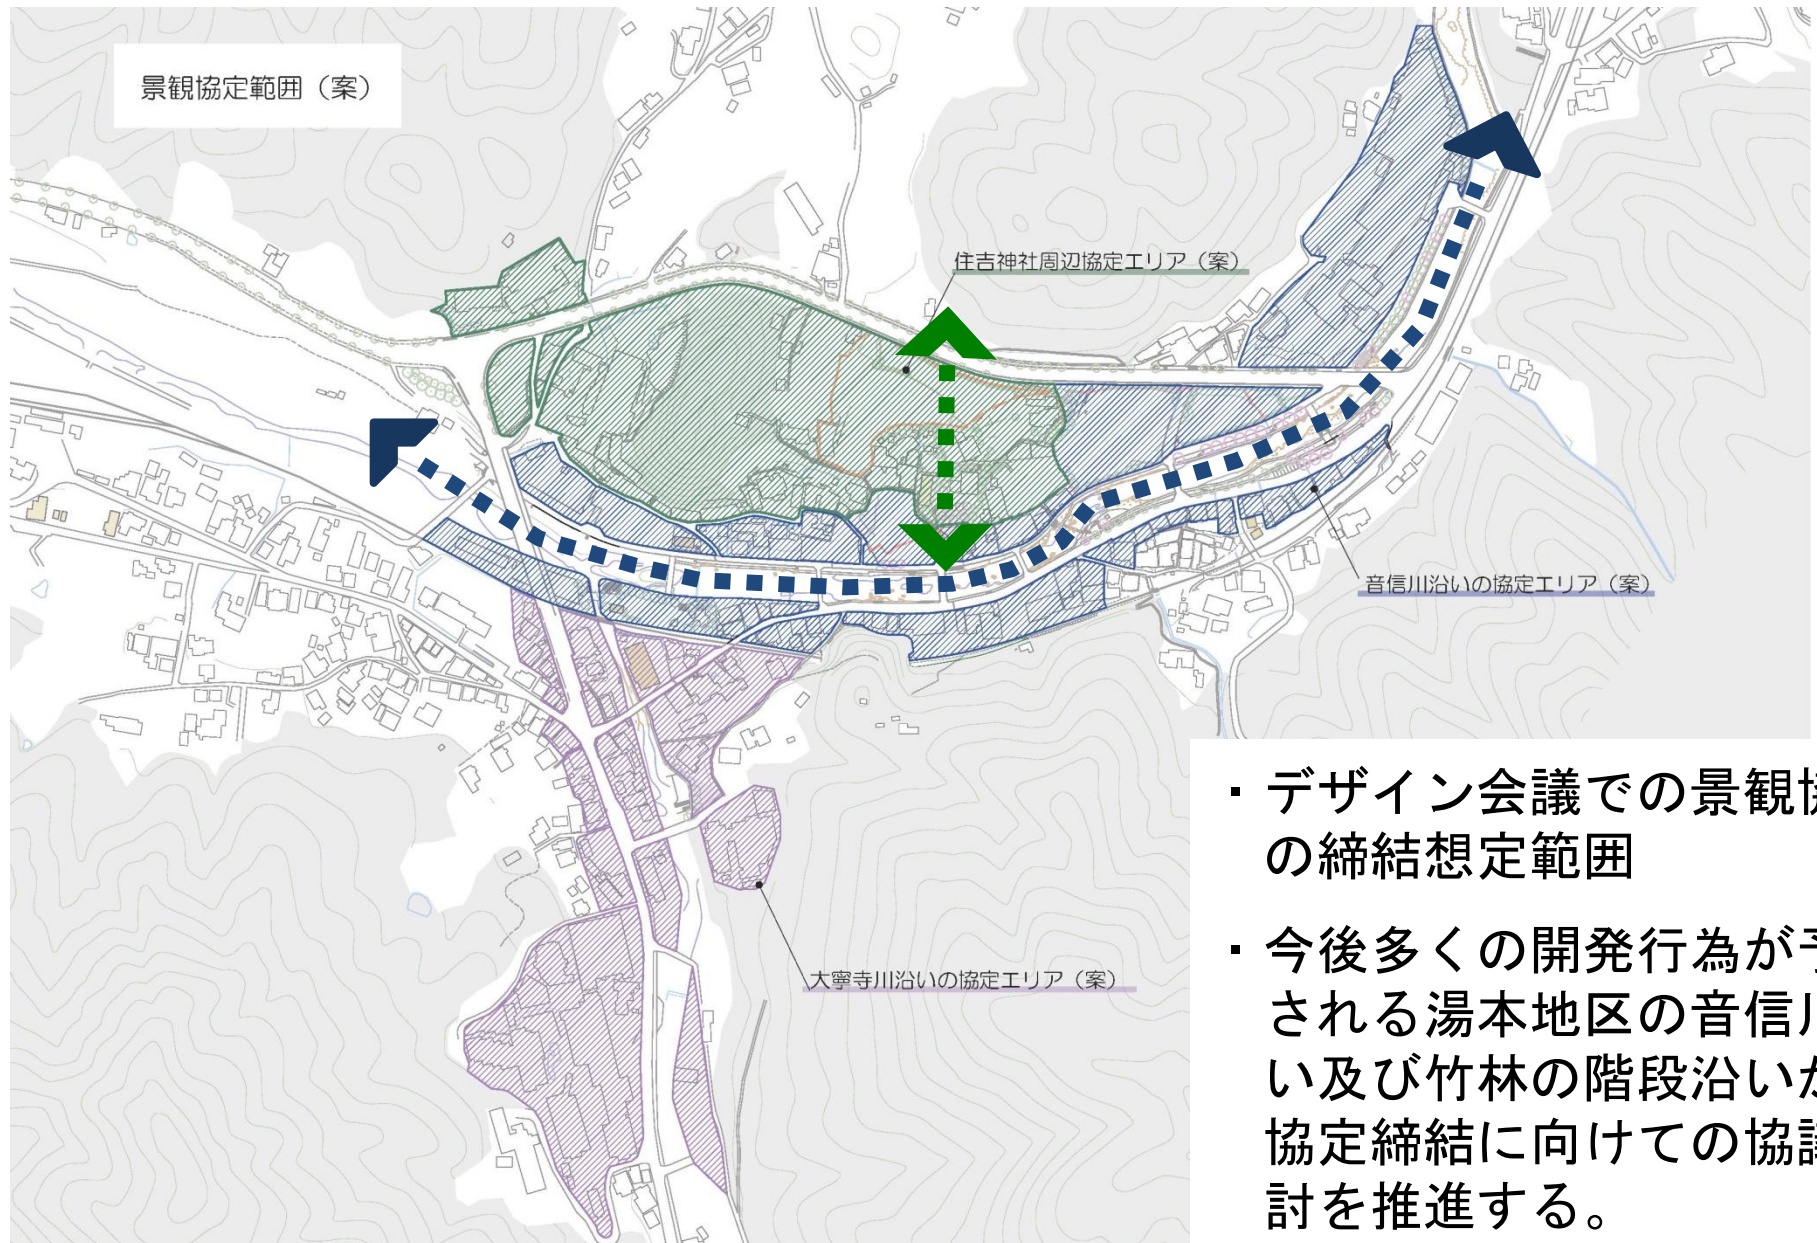 景観協定範囲（案）
住吉神社周辺協定エリア（案）
音信川沿いの協定エリア（案）
大寧寺川沿いの協定エリア（案）
・デザイン会議での景観協
の締結想定範囲
・今後多くの開発行為が予
される湯本地区の音信川
い及び竹林の階段沿いか
協定締結に向けての協議
討を推進する。